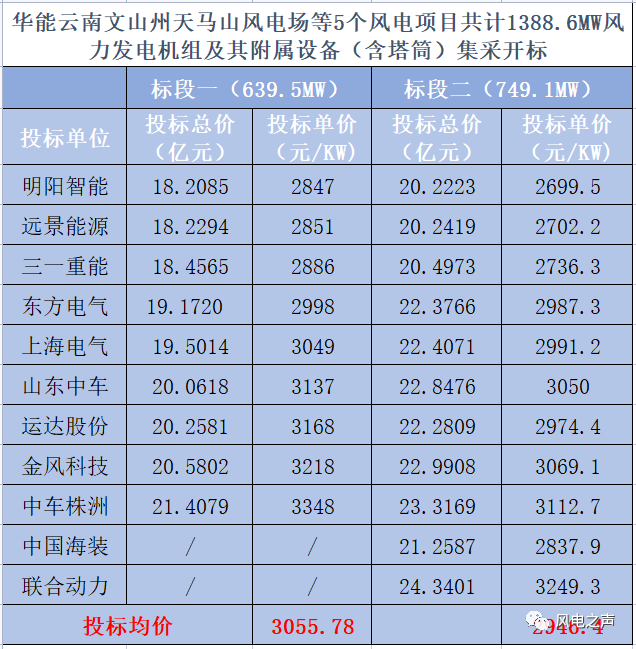 华能云南文山州天马山风电场等5个风电项目共计1388.6MW风
力发电机组及其附属设备（含塔筒）集采开标
标段一（639.5MW） 标段二（749.1MW）
投标单位 投标总价（亿元） 投标单价（元/KW） 投标总价（亿元） 投标单价（元/KW）
明阳智能 18.2085 2847 20.2223 2699.5
远景能源 18.2294 2851 20.2419 2702.2
三一重能 18.4565 2886 20.4973 2736.3
东方电气 19.1720 2998 22.3766 2987.3
上海电气 19.5014 3049 22.4071 2991.2
山东中车 20.0618 3137 22.8476 3050
运达股份 20.2581 3168 22.2809 2974.4
金风科技 20.5802 3218 22.9908 3069.1
中车株洲 21.4079 3348 23.3169 3112.7
中国海装 / / 21.2587 2837.9
联合动力 / / 24.3401 3249.3
投标均价 3055.78 2946.4
风电之声